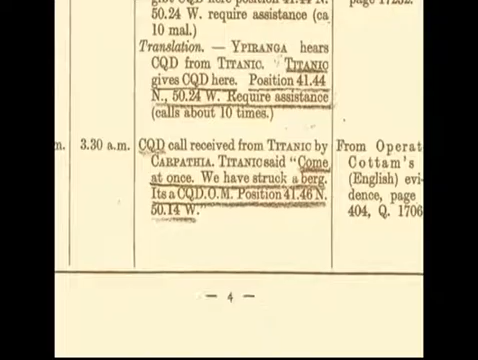 50.24 W. require assistance (ca
10 mal.)
Translation. — YPIRANGA hears
CQD from TITANIC. TITANIC
gives CQD here. Position 41.44
N., 50.24 W. Require assistance
(calls about 10 times.)
m. 3.30 a.m. CQD call received from TITANIC by From Operat
CARPATHIA. TITANIC said "Come Cottam's
at once. We have struck a berg. (English) evi-
Its a CQD.O.M. Position 41.46 N. dence, page
50.14 W." 404, Q. 1706
— 4 —